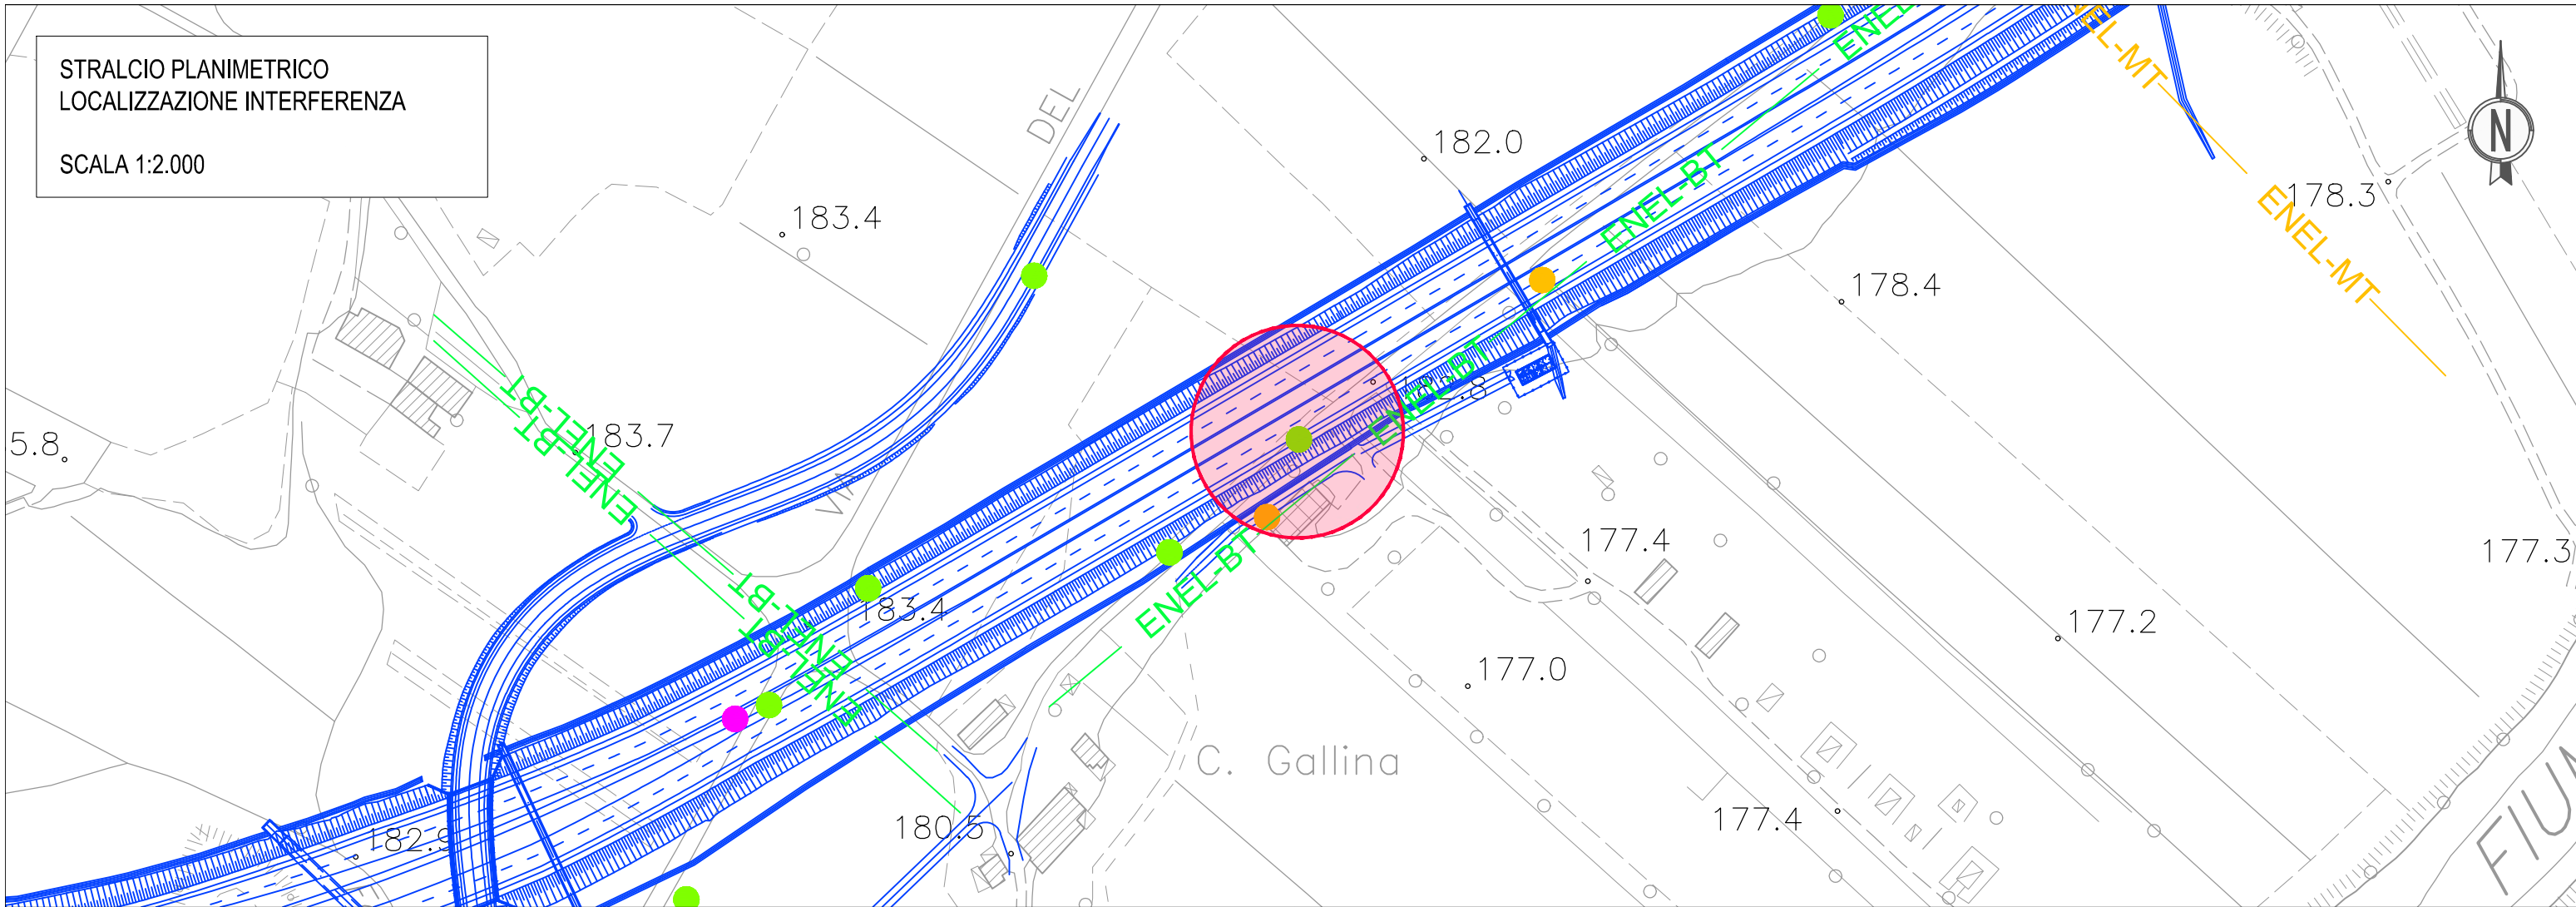 STRALCIO PLANIMETRICO
LOCALIZZAZIONE INTERFERENZA
SCALA 1:2.000
N
DEL
VIA
182.0
183.4
178.3
178.4
ENEL-BT
ENEL-BT
ENEL-BT
ENEL-BT
ENEL-BT
ENEL-BT
ENEL-BT
ENEL-MT
5.8
183.7
177.4
177.3
183.4
177.2
177.0
C. Gallina
177.4
180.5
182.9